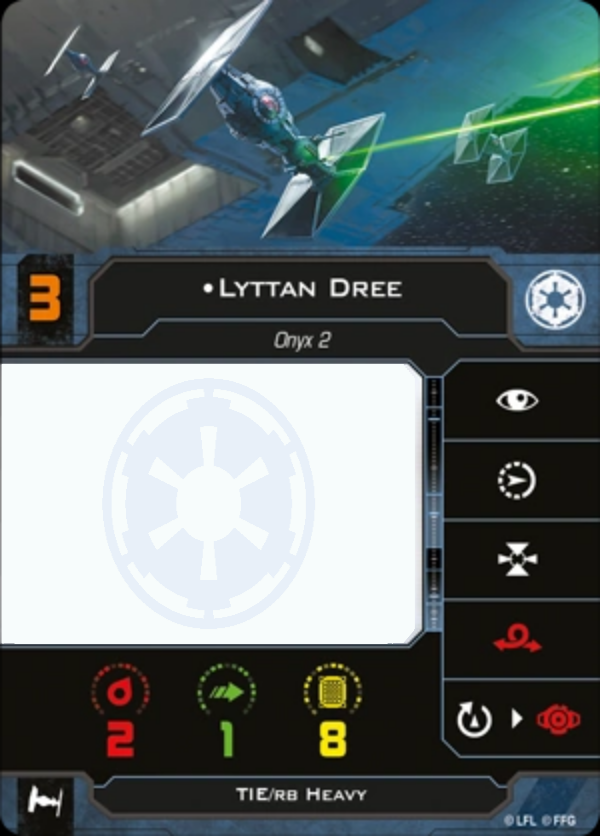 3
•Lyttan Dree
Onyx 2
2
1
8
TIE/rb Heavy
©LFL ©FFG